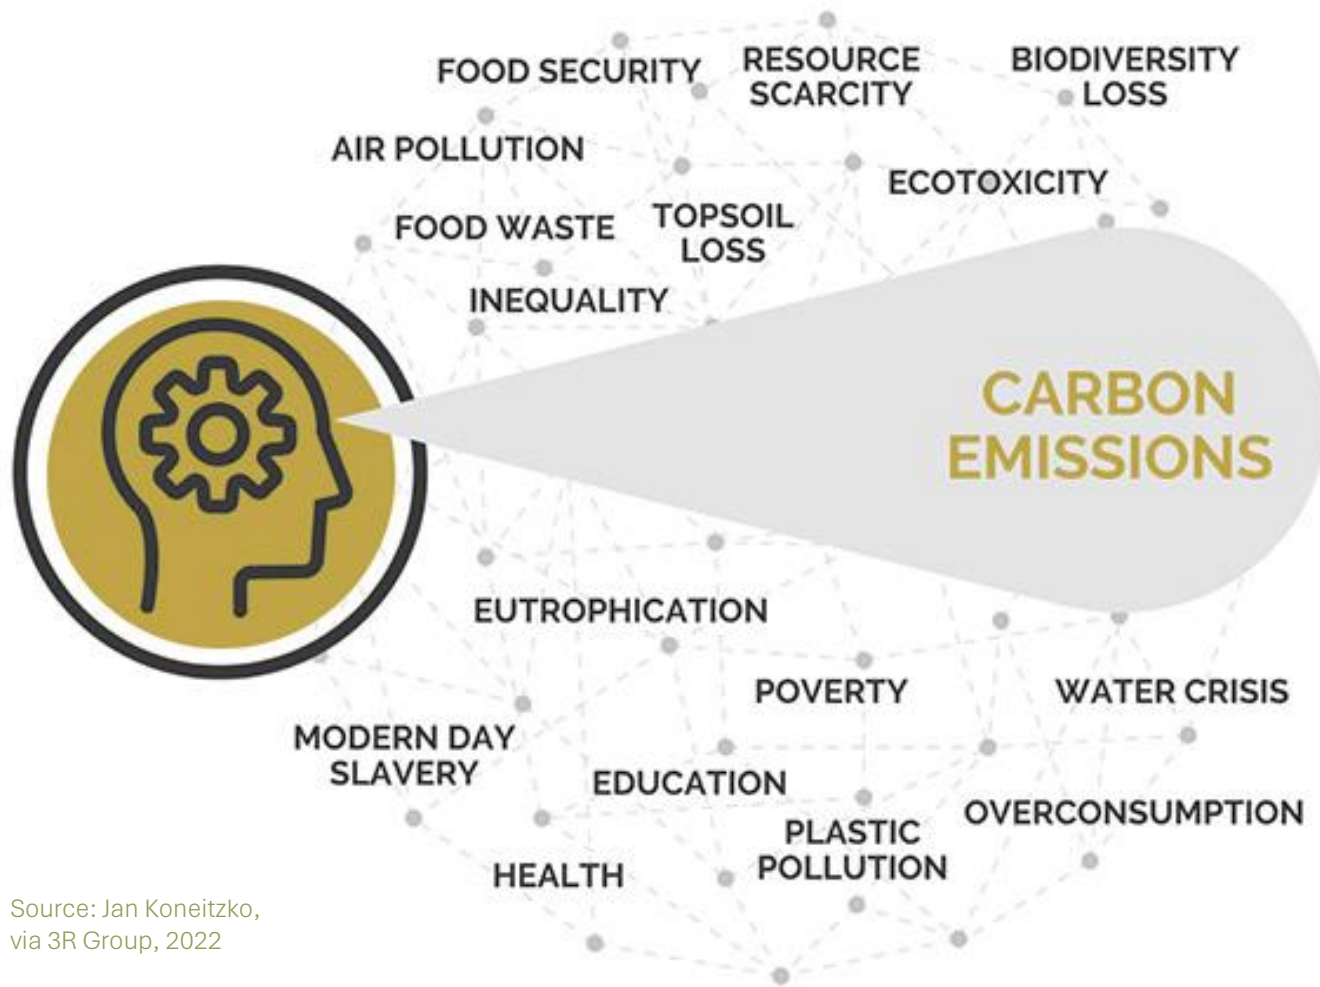 FOOD SECURITY
RESOURCE
SCARCITY
BIODIVERSITY
LOSS
AIR POLLUTION
ECOTOXICITY
FOOD WASTE
TOPSOIL
LOSS
INEQUALITY
CARBON
EMISSIONS
EUTROPHICATION
POVERTY
WATER CRISIS
MODERN DAY
SLAVERY
EDUCATION
PLASTIC
POLLUTION
OVERCONSUMPTION
HEALTH
Source: Jan Koneitzko,
via 3R Group, 2022